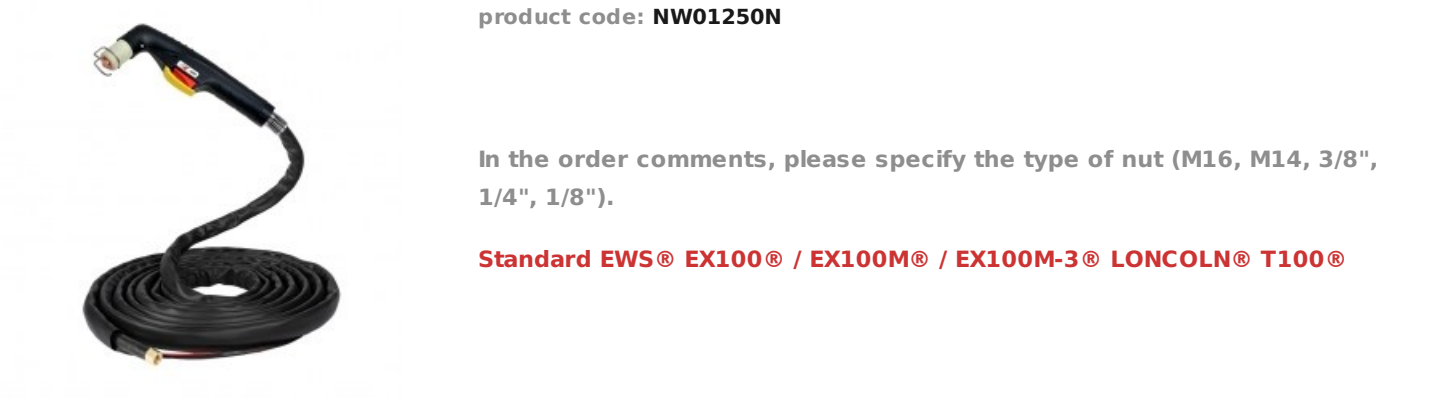 product code: NW01250N
In the order comments, please specify the type of nut (M16, M14, 3/8",
1/4", 1/8").
Standard EWS® EX100® / EX100M® / EX100M-3® LONCOLN® T100®